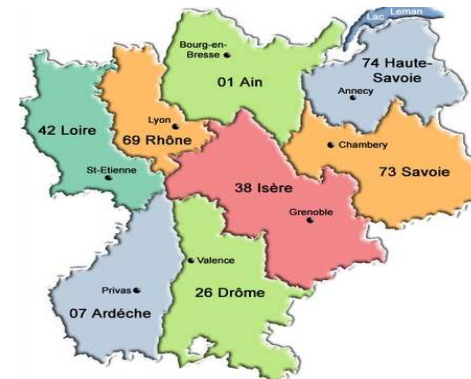 Lac Leman
Bourg-en-
Bresse
01 Ain
74 Haute-
Savoie
Annecy
42 Loire
Lyon
69 Rhône
Chambery
73 Savoie
St-Etienne
38 Isère
Grenoble
Valence
Privas
26 Drôme
07 Ardéche